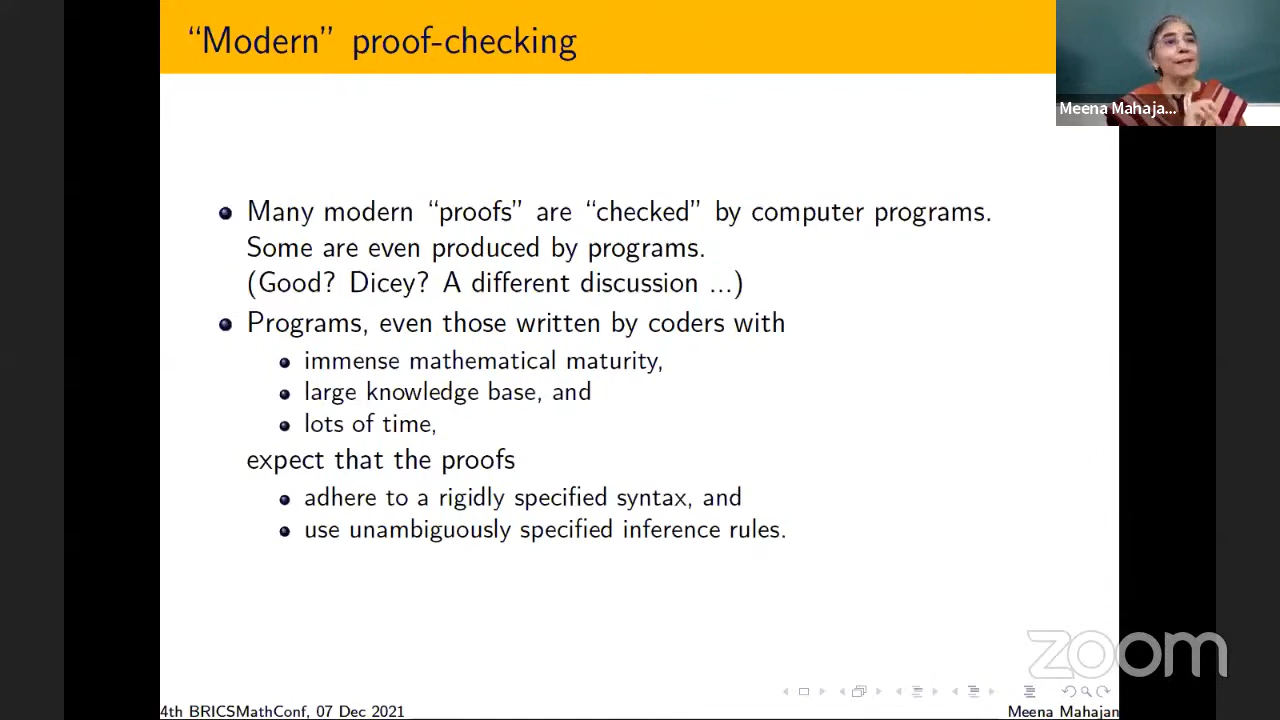 “Modern” proof-checking
Meena Mahaja...
Many modern “proofs” are “checked” by computer programs.
Some are even produced by programs.
(Good? Dicey? A different discussion ...)
Programs, even those written by coders with
immense mathematical maturity,
large knowledge base, and
lots of time,
expect that the proofs
adhere to a rigidly specified syntax, and
use unambiguously specified inference rules.
zoom
4th BRICSMathConf, 07 Dec 2021
Meena Mahajan